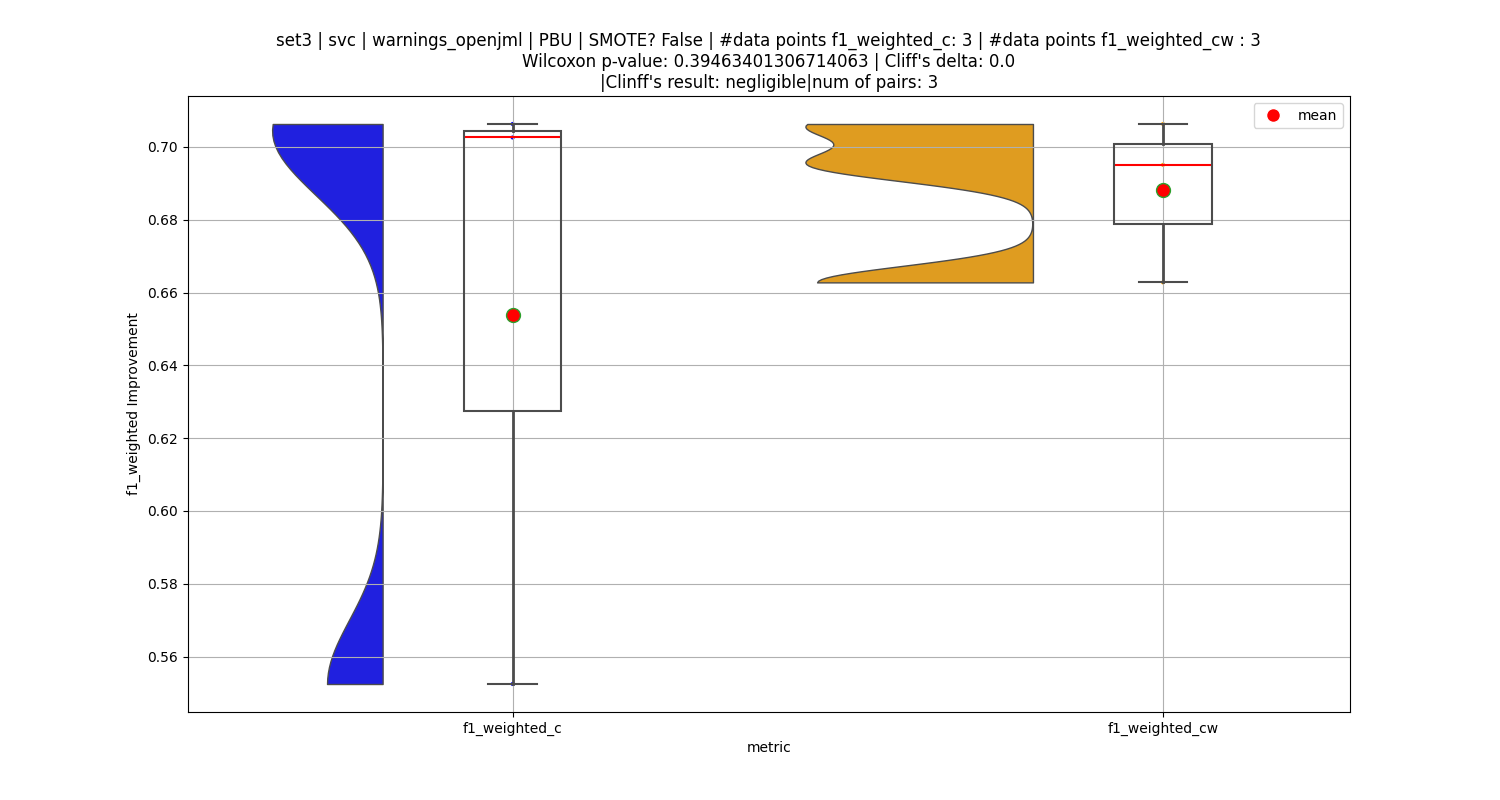 set3 | svc | warnings_openjml | PBU | SMOTE? False | #data points f1_weighted_c: 3 | #data points f1_weighted_cw : 3
Wilcoxon p-value: 0.39463401306714063 | Cliff's delta: 0.0
|Clinff's result: negligible|num of pairs: 3
mean
0.70
0.68
0.66
0.64
0.62
0.60
0.58
0.56
f1_weighted Improvement
f1_weighted_c
f1_weighted_cw
metric